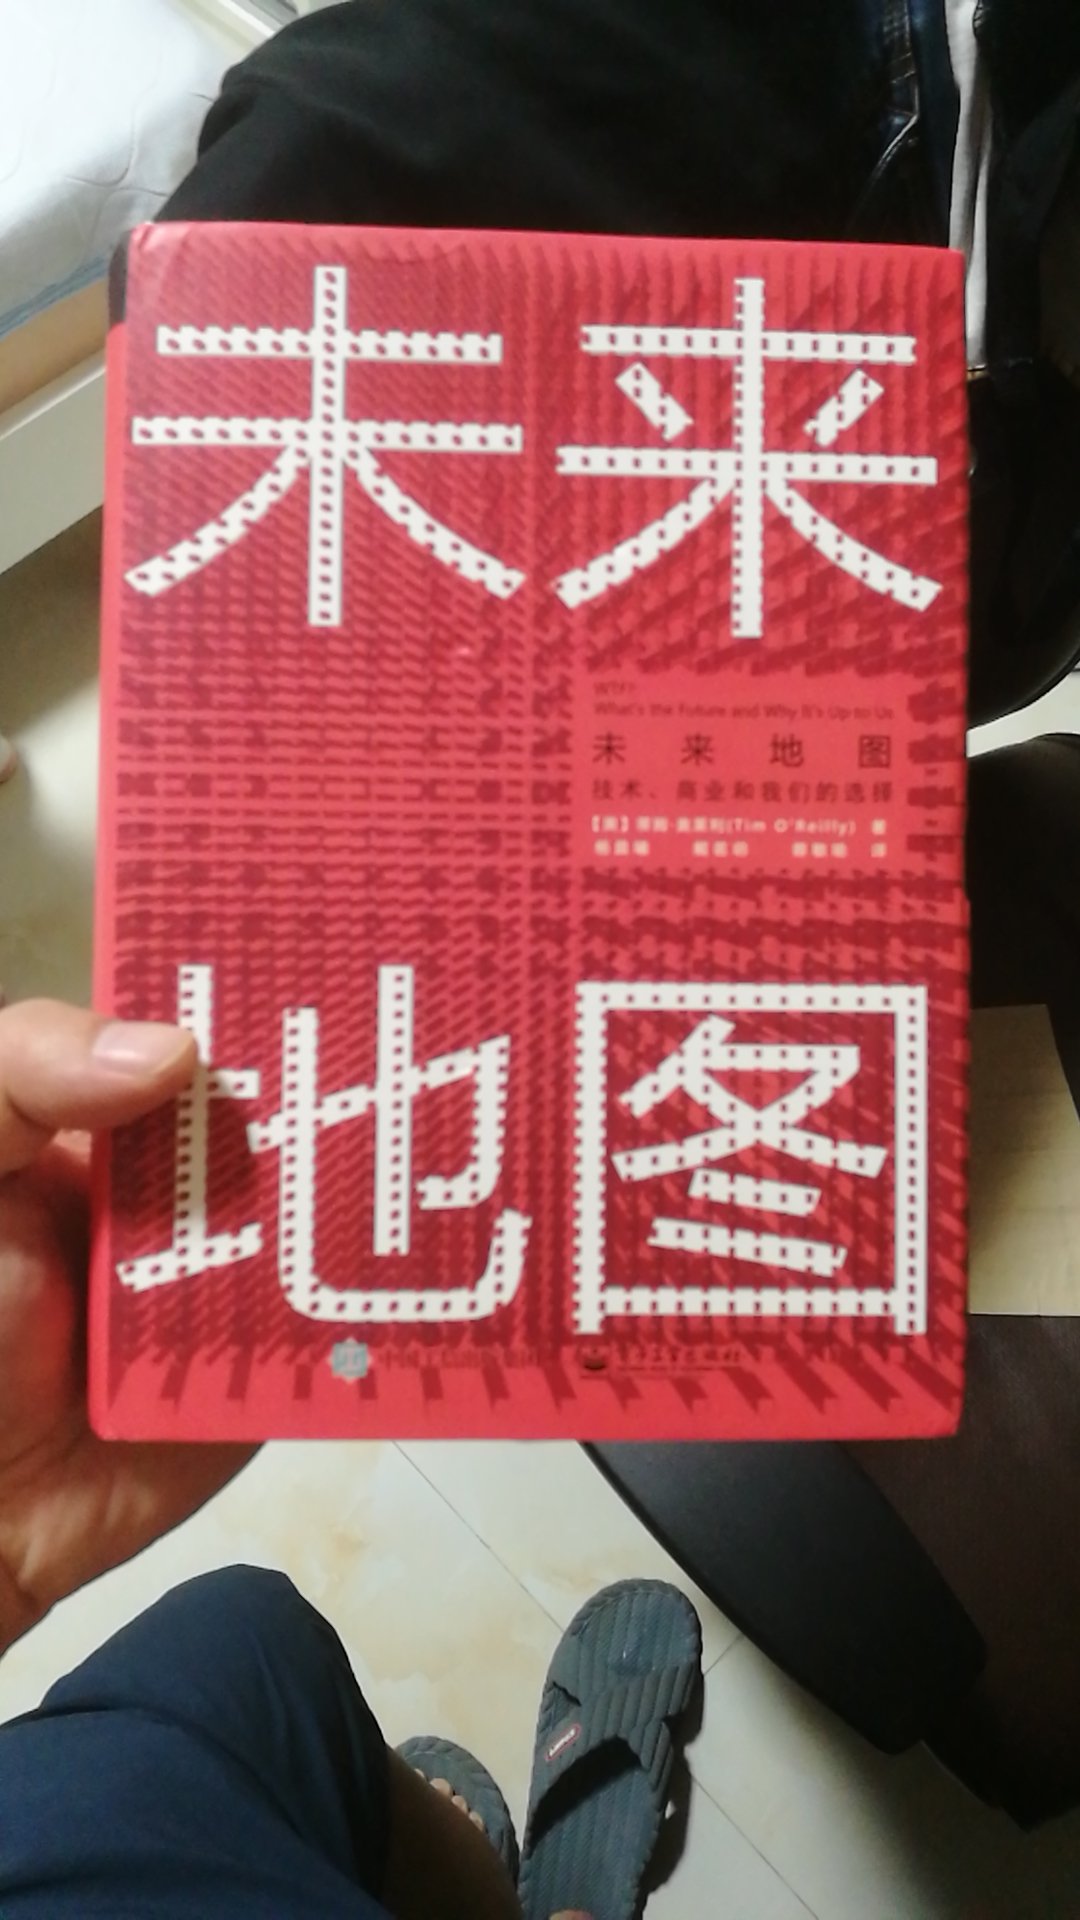 未来
WTF?
What's the Future and Why It's Up to Us
未来地图
技术、商业和我们的选择
【美】蒂姆·奥莱利(Tim O'Reilly) 著
译
地图